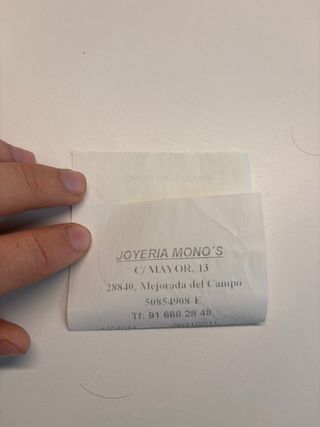 JOYERIA MONO´S
C/ MAYOR, 13
28840, Mejorada del Campo
50854908-E
Tf: 91 668 28 48